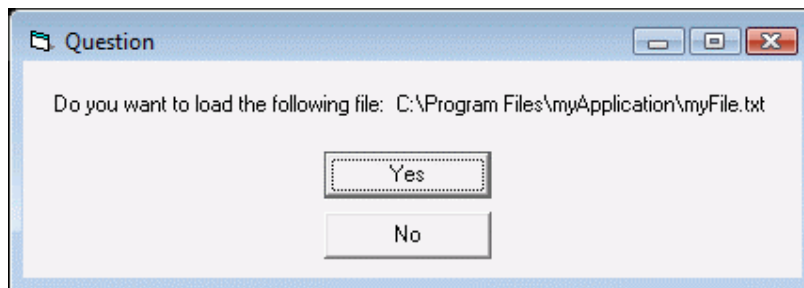 Question
Do you want to load the following file:  C:\Program Files\myApplication\myFile.txt
Yes
No